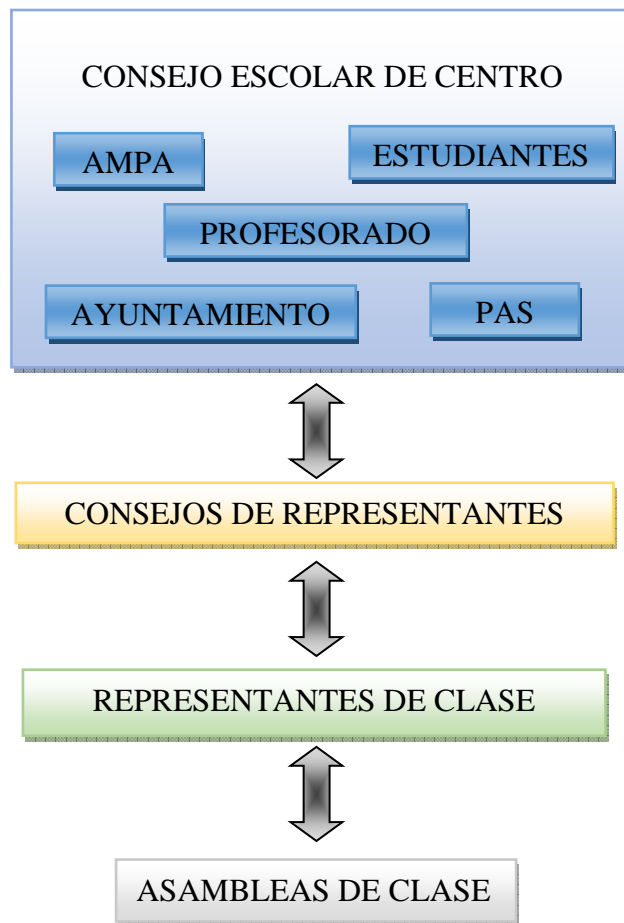 CONSEJO ESCOLAR DE CENTRO
AMPA
ESTUDIANTES
PROFESORADO
AYUNTAMIENTO
PAS
CONSEJOS DE REPRESENTANTES
REPRESENTANTES DE CLASE
ASAMBLEAS DE CLASE